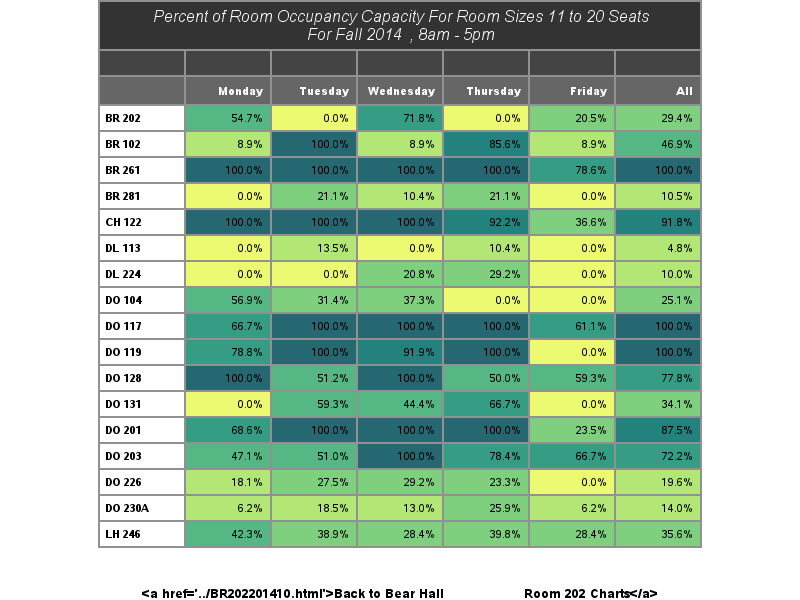 Percent of Room Occupancy Capacity For Room Sizes 11 to 20 Seats
For Fall 2014 , 8am - 5pm
Monday Tuesday Wednesday Thursday Friday All
BR 202 54.7% 0.0% 71.8% 0.0% 20.5% 29.4%
BR 102 8.9% 100.0% 8.9% 85.6% 8.9% 46.9%
BR 261 100.0% 100.0% 100.0% 100.0% 78.6% 100.0%
BR 281 0.0% 21.1% 10.4% 21.1% 0.0% 10.5%
CH 122 100.0% 100.0% 100.0% 92.2% 36.6% 91.8%
DL 113 0.0% 13.5% 0.0% 10.4% 0.0% 4.8%
DL 224 0.0% 0.0% 20.8% 29.2% 0.0% 10.0%
DO 104 56.9% 31.4% 37.3% 0.0% 0.0% 25.1%
DO 117 66.7% 100.0% 100.0% 100.0% 61.1% 100.0%
DO 119 78.8% 100.0% 91.9% 100.0% 0.0% 100.0%
DO 128 100.0% 51.2% 100.0% 50.0% 59.3% 77.8%
DO 131 0.0% 59.3% 44.4% 66.7% 0.0% 34.1%
DO 201 68.6% 100.0% 100.0% 100.0% 23.5% 87.5%
DO 203 47.1% 51.0% 100.0% 78.4% 66.7% 72.2%
DO 226 18.1% 27.5% 29.2% 23.3% 0.0% 19.6%
DO 230A 6.2% 18.5% 13.0% 25.9% 6.2% 14.0%
LH 246 42.3% 38.9% 28.4% 39.8% 28.4% 35.6%
<a href='../BR202201410.html'>Back to Bear Hall Room 202 Charts</a>